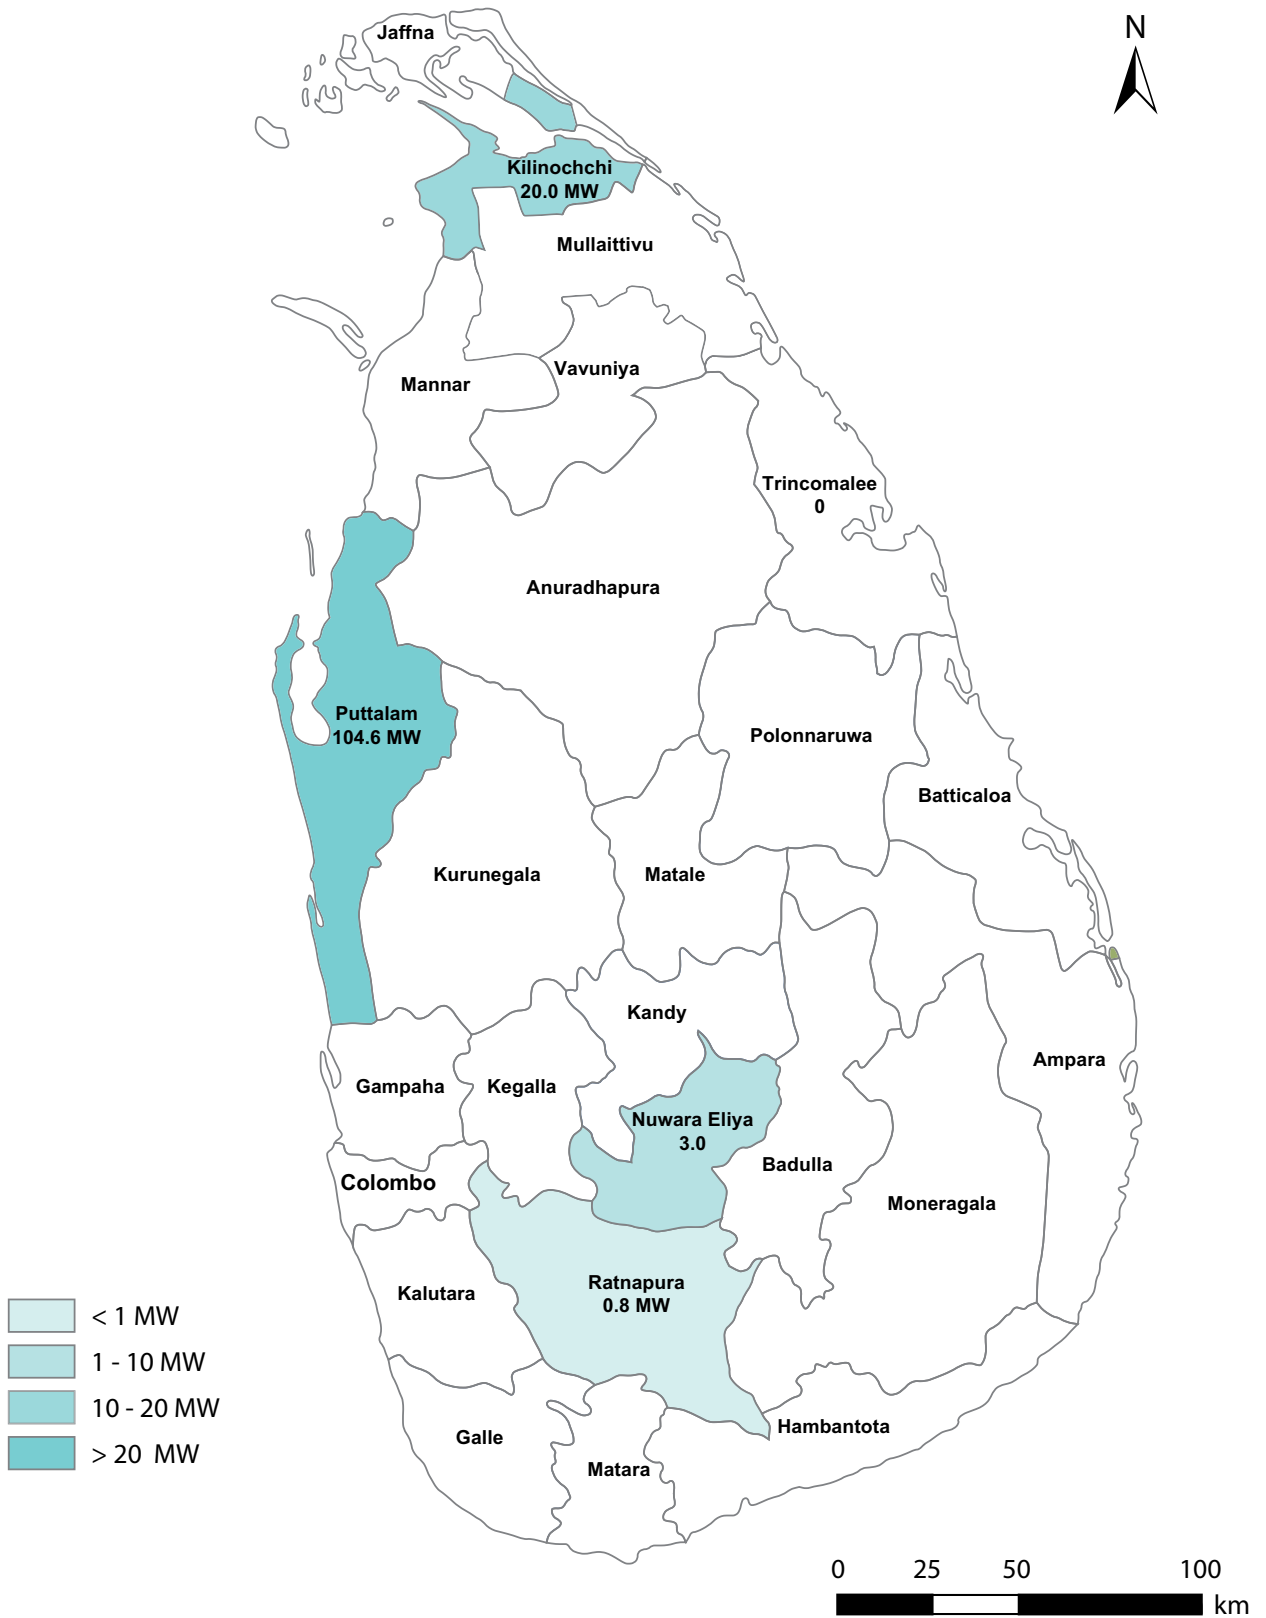 Jaffna
N
Kilinochchi
20.0 MW
Mullaittivu
Vavuniya
Mannar
Trincomalee
0
Anuradhapura
Puttalam
104.6 MW
Polonnaruwa
Batticaloa
Kurunegala
Matale
Kandy
Ampara
Gampaha
Kegalla
Nuwara Eliya
3.0
Badulla
Colombo
Moneragala
Ratnapura
0.8 MW
Kalutara
< 1 MW
1 - 10 MW
10 - 20 MW
> 20 MW
Hambantota
Galle
Matara
0 25 50 100
km